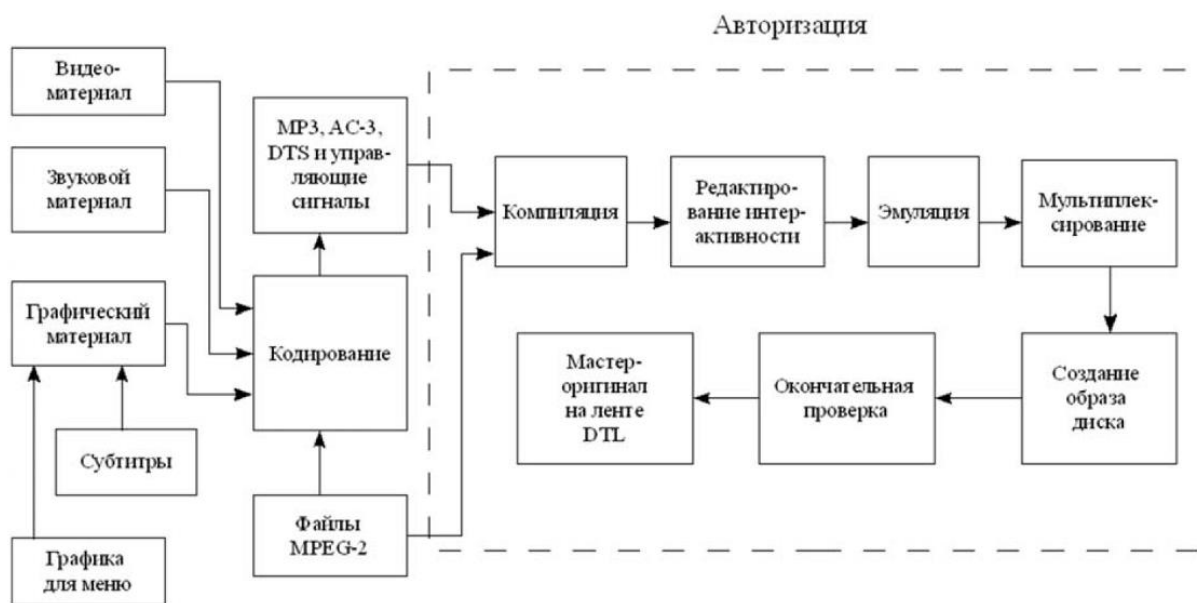 Авторизация
Видео-
материал
Звуковой
материал
Графический
материал
Субтитры
Графика
для меню
MP3, AC-3,
DTS и управ-
ляющие
сигналы
Кодирование
Файлы
MPEG-2
Компиляция
Редактиро-
вание интер-
активности
Эмуляция
Мультиплек-
сирование
Мастер-
оригинал
на ленте
DTL
Окончательная
проверка
Создание
образа
диска